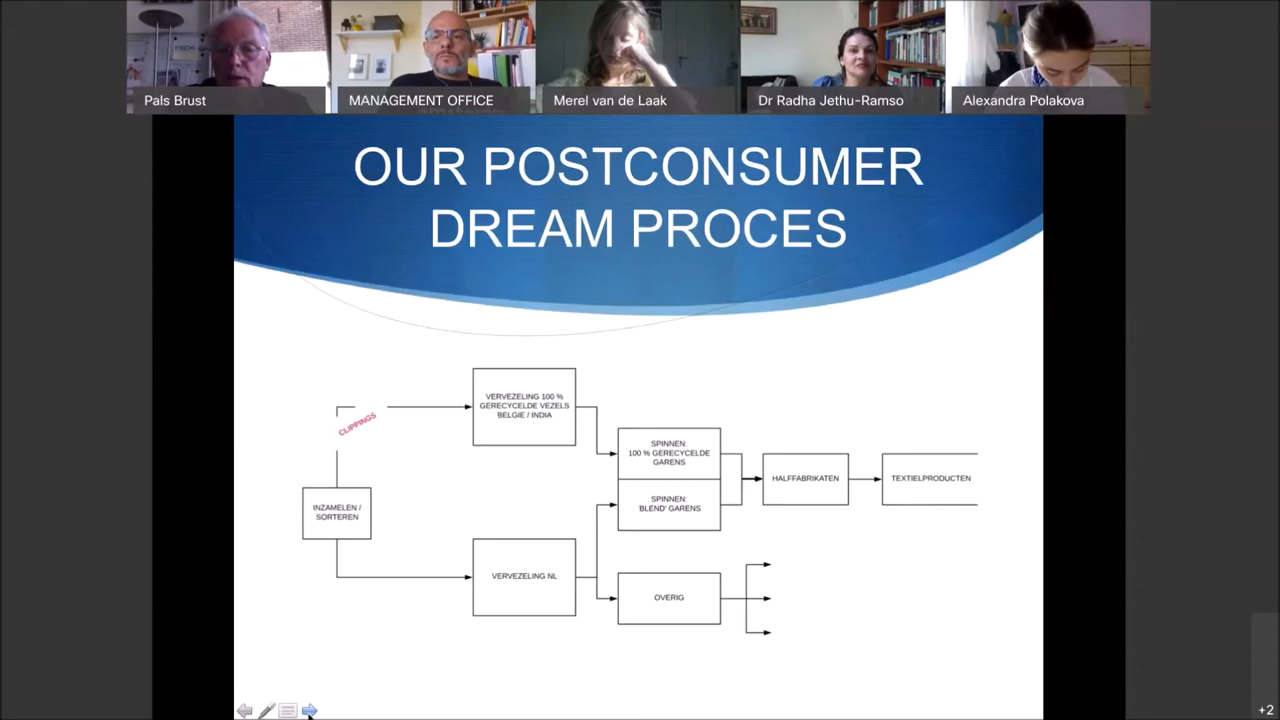 Pals Brust
MANAGEMENT OFFICE
Merel van de Laak
Dr Radha Jethu-Ramso
Alexandra Polakova
OUR POSTCONSUMER
DREAM PROCES
CLIPPINGS
VERVEZELING 100 %
GERECYCELDE VEZELS
BELGIE / INDIA
SPINNEN:
100 % GERECYCELDE
GARENS
HALFFABRIKATEN
TEXTIELPRODUCTEN
INZAMELEN /
SORTEREN
SPINNEN:
'BLEND' GARENS
VERVEZELING NL
OVERIG
+2